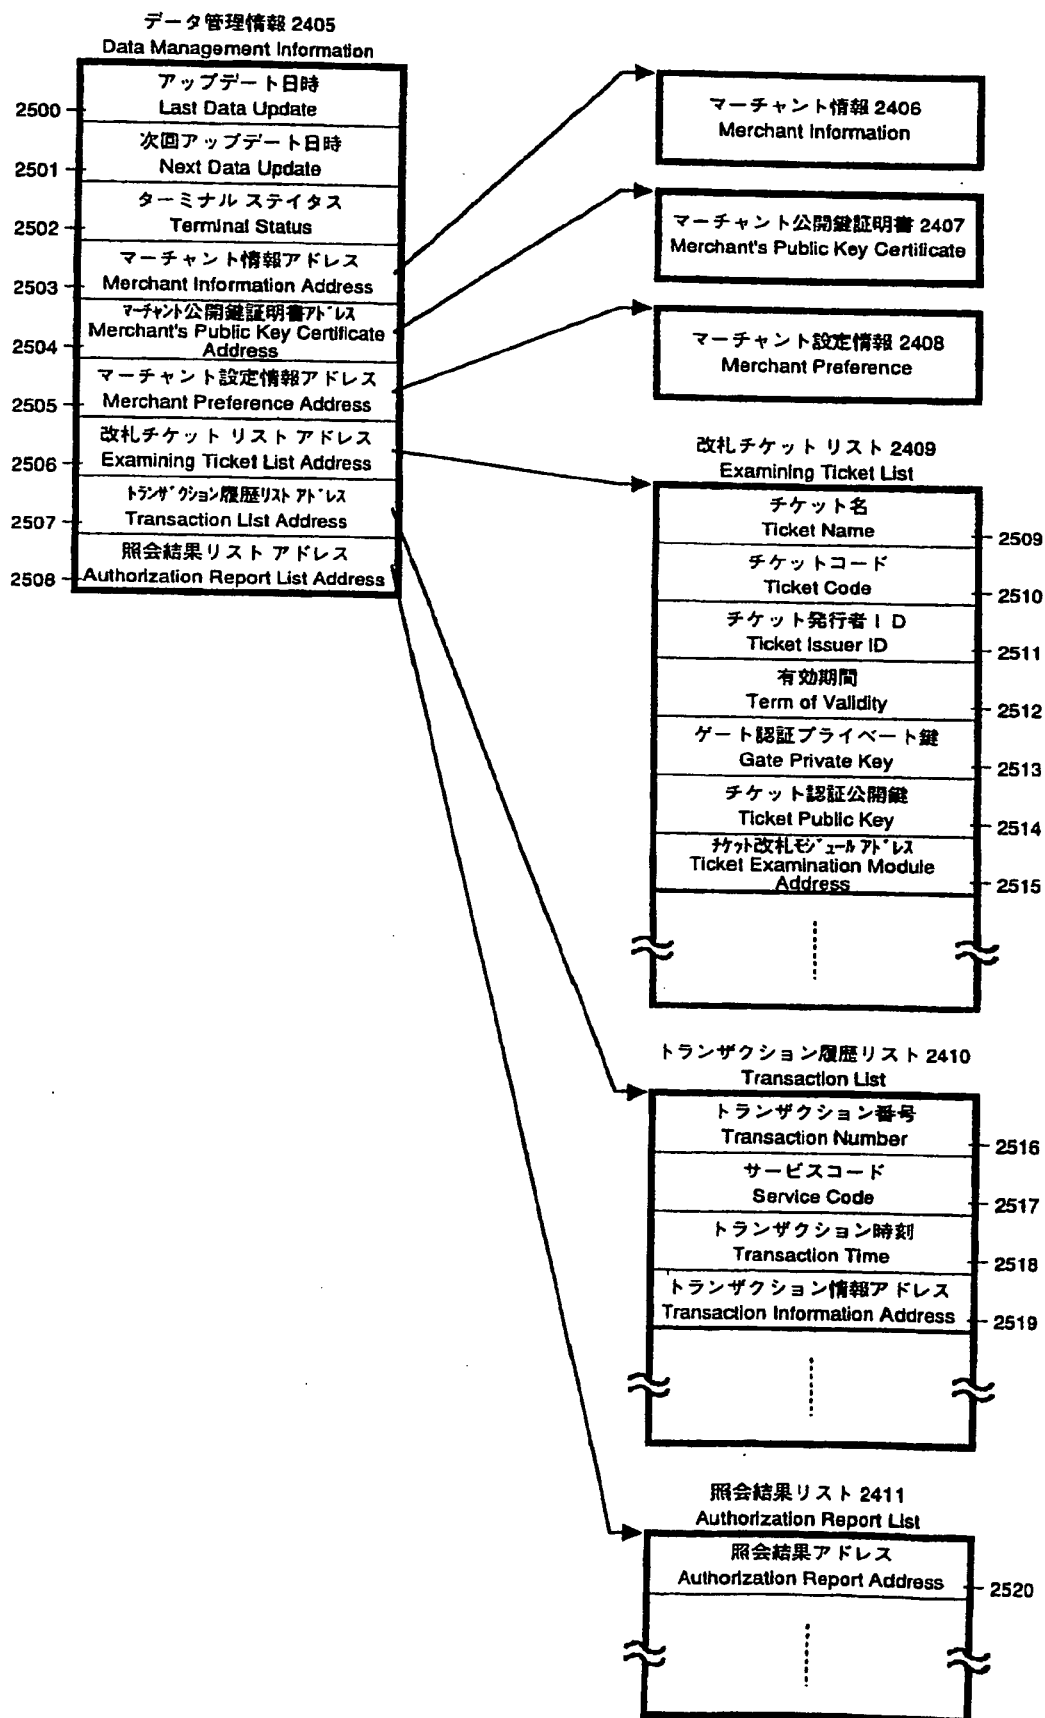 データ管理情報 2405
Data Management Information
アップデート日時
Last Data Update
2500
次回アップデート日時
Next Data Update
2501
ターミナル ステイタス
Terminal Status
2502
マーチャント情報アドレス
Merchant Information Address
2503
マーチャント公開鍵証明書アドレス
Merchant's Public Key Certificate
Address
2504
マーチャント設定情報アドレス
Merchant Preference Address
2505
改札チケット リスト アドレス
Examining Ticket List Address
2506
トランザクション履歴リスト アドレス
Transaction List Address
2507
照会結果リスト アドレス
Authorization Report List Address
2508
マーチャント情報 2406
Merchant Information
マーチャント公開鍵証明書 2407
Merchant's Public Key Certificate
マーチャント設定情報 2408
Merchant Preference
改札チケット リスト 2409
Examining Ticket List
チケット名
Ticket Name
2509
チケットコード
Ticket Code
2510
チケット発行者ID
Ticket Issuer ID
2511
有効期間
Term of Validity
2512
ゲート認証プライベート鍵
Gate Private Key
2513
チケット認証公開鍵
Ticket Public Key
2514
チケット改札モジュール アドレス
Ticket Examination Module
Address
2515
トランザクション履歴リスト 2410
Transaction List
トランザクション番号
Transaction Number
2516
サービスコード
Service Code
2517
トランザクション時刻
Transaction Time
2518
トランザクション情報アドレス
Transaction Information Address
2519
照会結果リスト 2411
Authorization Report List
照会結果アドレス
Authorization Report Address
2520